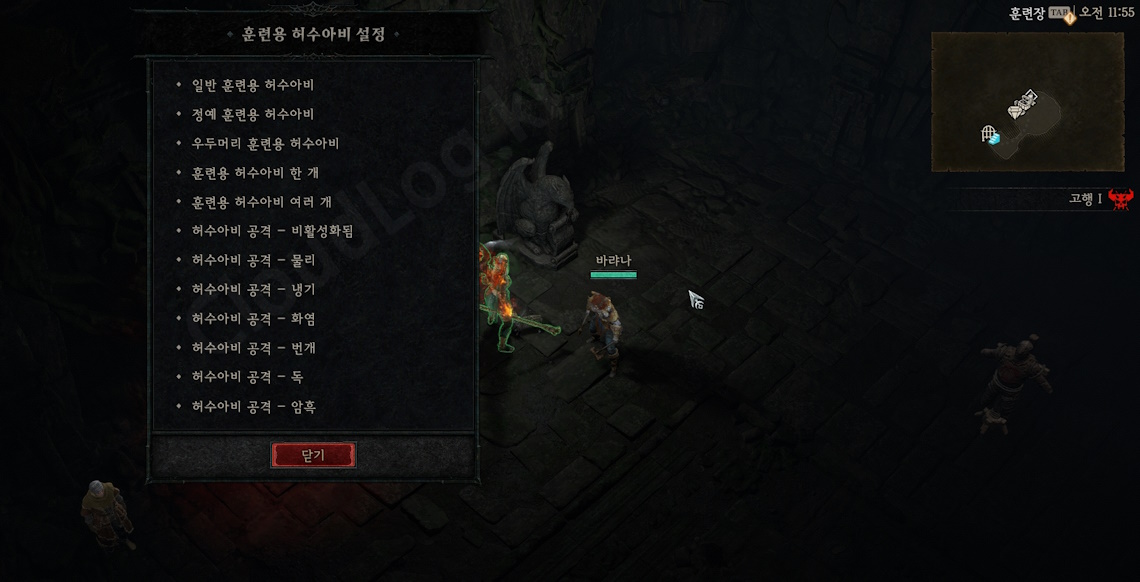 훈련용 허수아비 설정
일반 훈련용 허수아비
정예 훈련용 허수아비
우두머리 훈련용 허수아비
훈련용 허수아비 한 개
훈련용 허수아비 여러 개
허수아비 공격 – 비활성화됨
허수아비 공격 – 물리
허수아비 공격 – 냉기
허수아비 공격 – 화염
허수아비 공격 – 번개
허수아비 공격 – 독
허수아비 공격 – 암흑
닫기
바랴나
훈련장 TAB 오전 11:55
고행 I